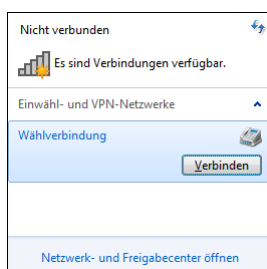 Nicht verbunden
Es sind Verbindungen verfügbar.
Einwähl- und VPN-Netzwerke
Wählverbindung
Verbinden
Netzwerk- und Freigabecenter öffnen